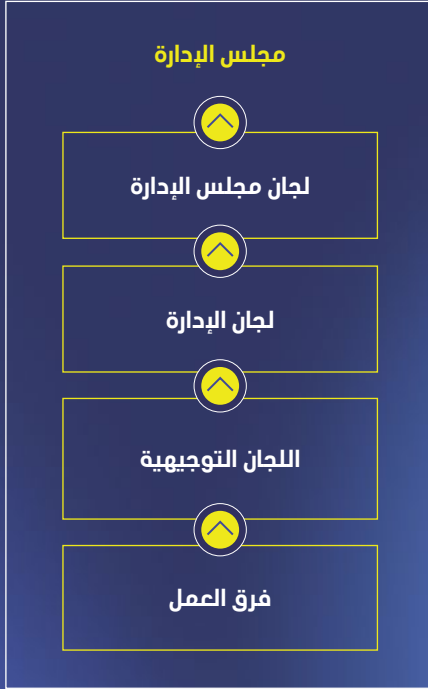 مجلس الإدارة
لجان مجلس الإدارة
لجان الإدارة
اللجان التوجيهية
فرق العمل